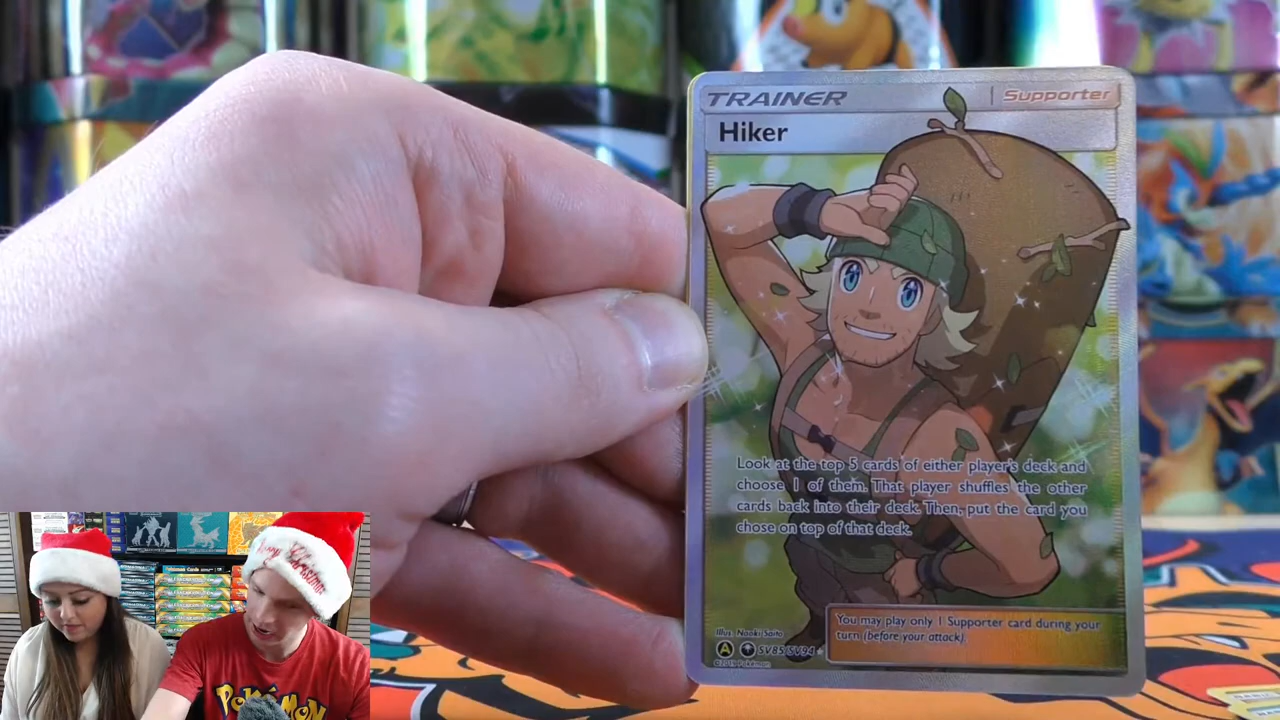 TRAINER
Supporter
Hiker
Look at the top 5 cards of either player's deck and
choose 1 of them. That player shuffles the other
cards back into their deck. Then, put the card you
chose on top of that deck.
You may play only 1 Supporter card during your
turn (before your attack).
Illus. Naoki Saito
A
SV85/SV94
©2019 Pokémon
Merry Christmas
POKéMON